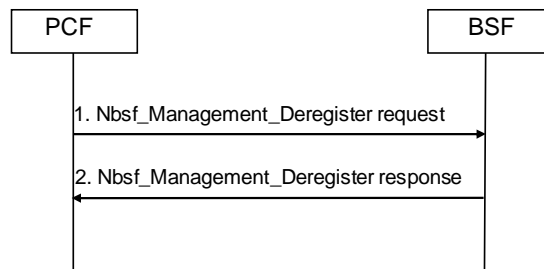 PCF
BSF
1. Nbsf_Management_Deregister request
2. Nbsf_Management_Deregister response